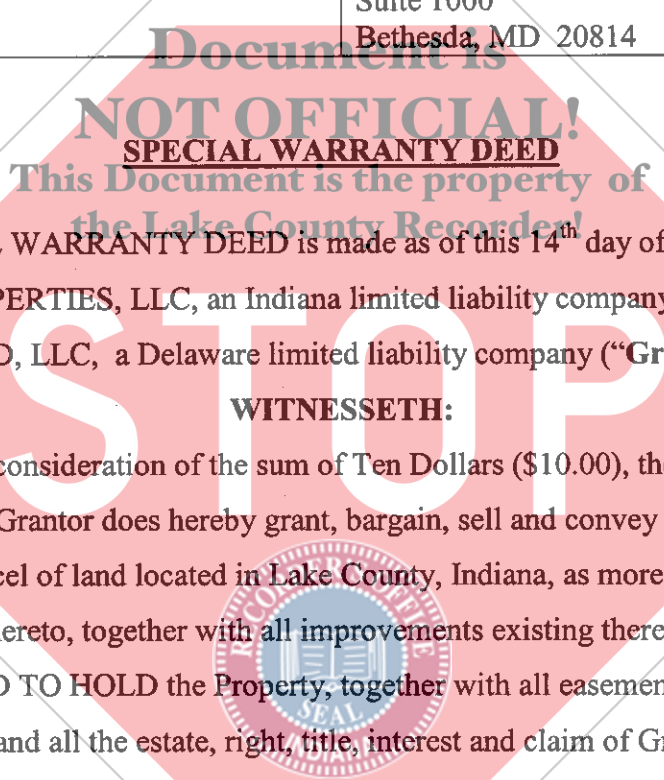 Suite 1000
Bethesda, MD 20814
Document is
NOT OFFICIAL!
SPECIAL WARRANTY DEED
This Document is the property of
the Lake County Recorder!
WARRANTY DEED is made as of this 14th day of
PERTIES, LLC, an Indiana limited liability company
D, LLC, a Delaware limited liability company ("Gr
STOP
WITNESSETH:
consideration of the sum of Ten Dollars ($10.00), th
Grantor does hereby grant, bargain, sell and convey
cel of land located in Lake County, Indiana, as more
ereto, together with all improvements existing there
D TO HOLD the Property, together with all easemen
and all the estate, right, title, interest and claim of G
RECORDER'S OFFICE
SEAL
INDIANA